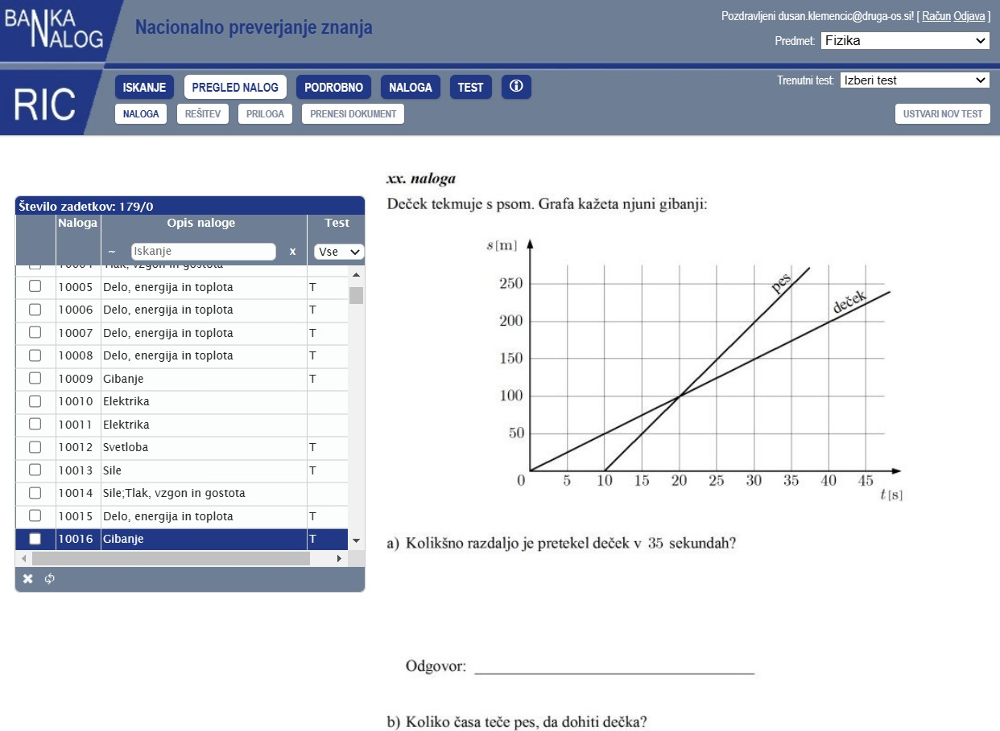 BANKA
NALOG
Nacionalno preverjanje znanja
Pozdravljeni dusan.klemencic@druga-os.si! [ Račun Odjava ]
Predmet: Fizika
RIC
ISKANJE PREGLED NALOG PODROBNO NALOGA TEST
NALOGA REŠITEV PRILOGA PRENESI DOKUMENT
Trenutni test: Izberi test
USTVARI NOV TEST
Število zadetkov: 179/0
Naloga Opis naloge Test
~ Iskanje x Vse
10004 Tlak, vzgon in gostota
10005 Delo, energija in toplota T
10006 Delo, energija in toplota T
10007 Delo, energija in toplota T
10008 Delo, energija in toplota T
10009 Gibanje T
10010 Elektrika
10011 Elektrika
10012 Svetloba T
10013 Sile T
10014 Sile;Tlak, vzgon in gostota
10015 Delo, energija in toplota T
10016 Gibanje T
xx. naloga
Deček tekmuje s psom. Grafa kažeta njuni gibanji:
s [m]
250
200
150
100
50
pes
deček
0 5 10 15 20 25 30 35 40 45
t [s]
a) Kolikšno razdaljo je pretekel deček v 35 sekundah?
Odgovor:
b) Koliko časa teče pes, da dohiti dečka?